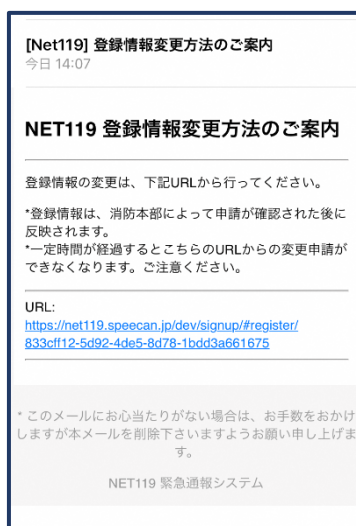 [Net119] 登録情報変更方法のご案内
今日 14:07
NET119 登録情報変更方法のご案内
登録情報の変更は、下記URLから行ってください。
*登録情報は、消防本部によって申請が確認された後に
反映されます。
*一定時間が経過するとこちらのURLからの変更申請が
できなくなります。ご注意ください。
URL:
https://net119.speecan.jp/dev/signup/#register/
833cff12-5d92-4de5-8d78-1bdd3a661675
* このメールにお心当たりがない場合は、お手数をおかけ
しますが本メールを削除下さいますようお願い申し上げま
す。
NET119 緊急通報システム